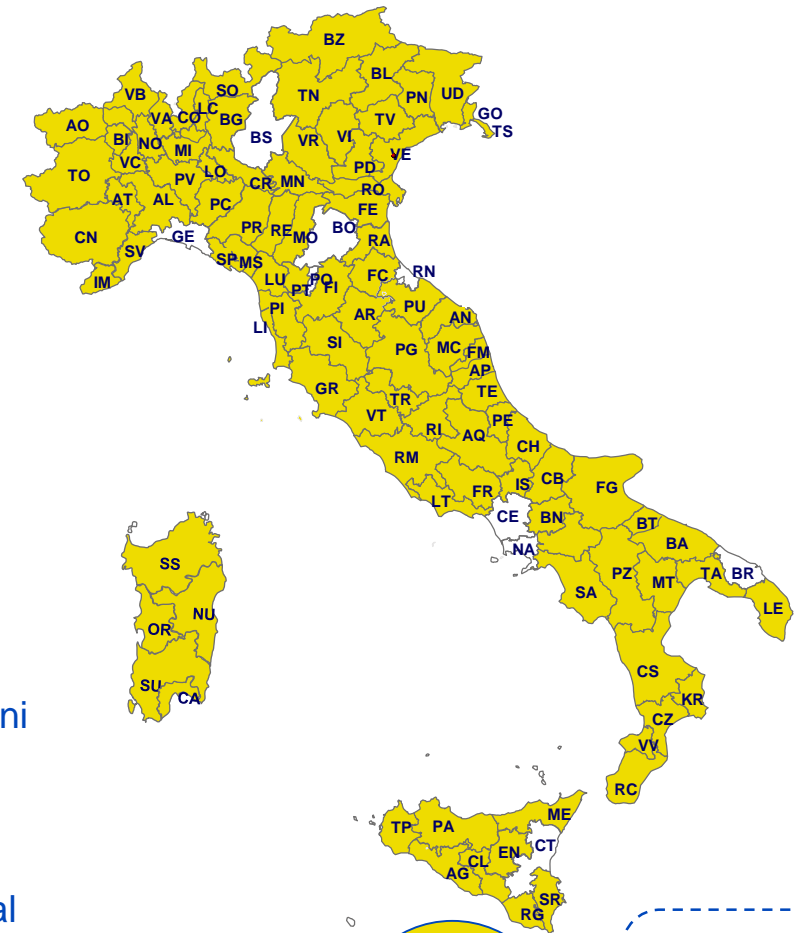 BZ
BL
SO
VB
TN
PN
UD
LC
VA
CO
BG
GO
TV
AO
TS
BS
BI
NO
VR
VI
MI
VE
VC
PD
LO
TO
PV
CR
MN
RO
AT
AL
PC
FE
PR
RE
BO
CN
GE
MO
RA
SV
SP
MS
RN
FC
LU
PO
IM
PT
FI
PI
PU
AR
AN
LI
SI
MC
PG
FM
AP
GR
TE
TR
VT
PE
RI
AQ
CH
RM
CB
IS
FR
FG
LT
CE
BN
BT
BA
NA
SS
PZ
TA
BR
MT
SA
LE
NU
OR
CS
SU
CA
KR
ni
CZ
VV
RC
ME
TP
PA
CT
EN
CL
AG
SR
al
RG